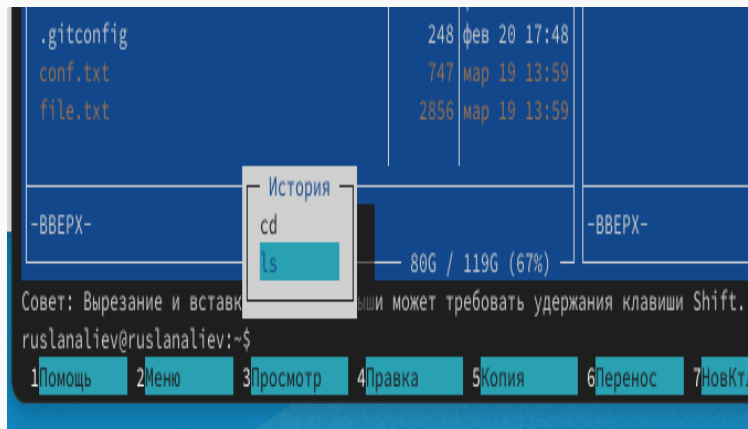 .gitconfig 248 фев 20 17:48
conf.txt 747 мар 19 13:59
file.txt 2856 мар 19 13:59
История
cd
ls
-ВВЕРХ- -ВВЕРХ-
80G / 119G (67%)
Совет: Вырезание и вставк ыши может требовать удержания клавиши Shift.
ruslanaliev@ruslanaliev:~$
1Помощь 2Меню 3Просмотр 4Правка 5Копия 6Перенос 7НовКт